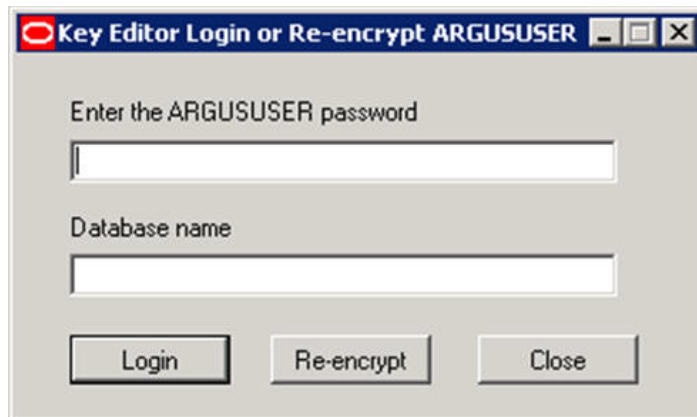 Key Editor Login or Re-encrypt ARGUSUSER
Enter the ARGUSUSER password
Database name
Login Re-encrypt Close